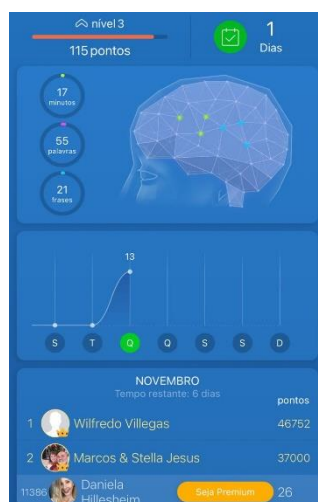 nível 3
115 pontos
1
Dias
17
minutos
55
palavras
21
frases
13
S T Q Q S S D
NOVEMBRO
Tempo restante: 6 dias
pontos
1 Wilfredo Villegas 46752
2 Marcos & Stella Jesus 37000
11386 Daniela Hillesheim Seja Premium 26